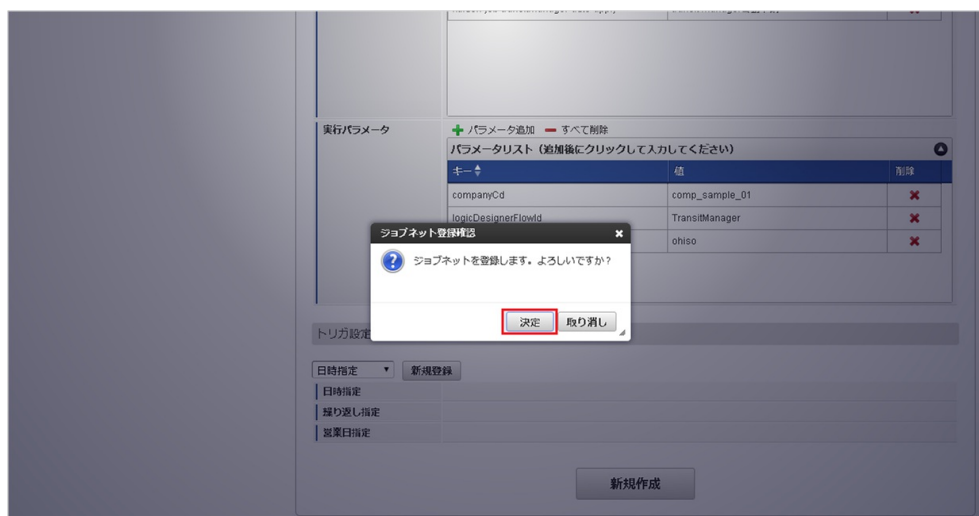 実行パラメータ
パラメータ追加 すべて削除
パラメータリスト（追加後にクリックして入力してください）
キー 値 削除
companyCd comp_sample_01
logicDesignerFlowId TransitManager
ohiso
ジョブネット登録確認
ジョブネットを登録します。よろしいですか？
決定 取り消し
トリガ設定
日時指定 新規登録
日時指定
繰り返し指定
営業日指定
新規作成